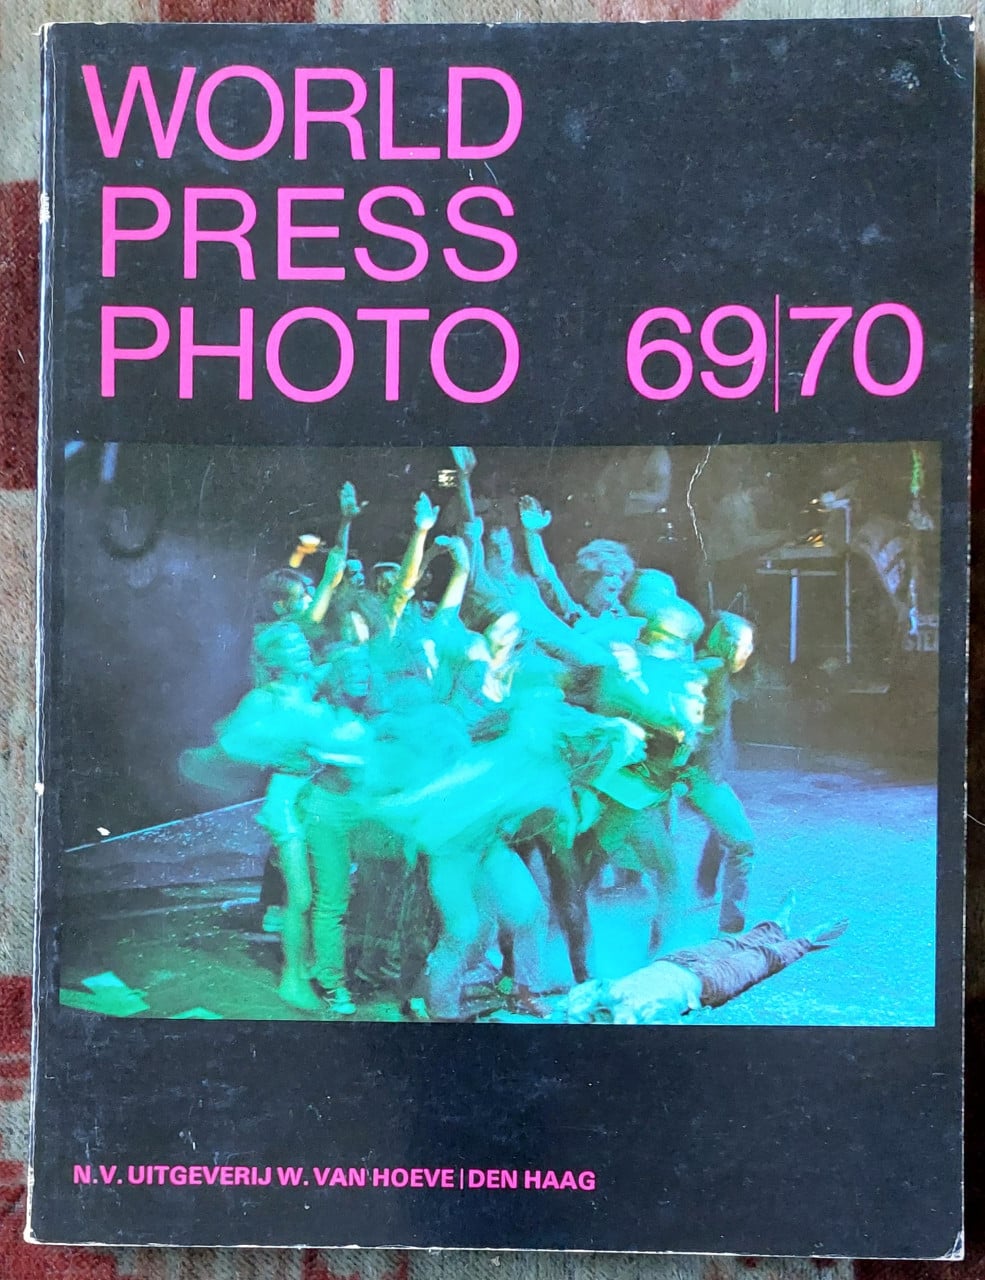 WORLD
PRESS
PHOTO 69|70
N.V. UITGEVERIJ W. VAN HOEVE|DEN HAAG